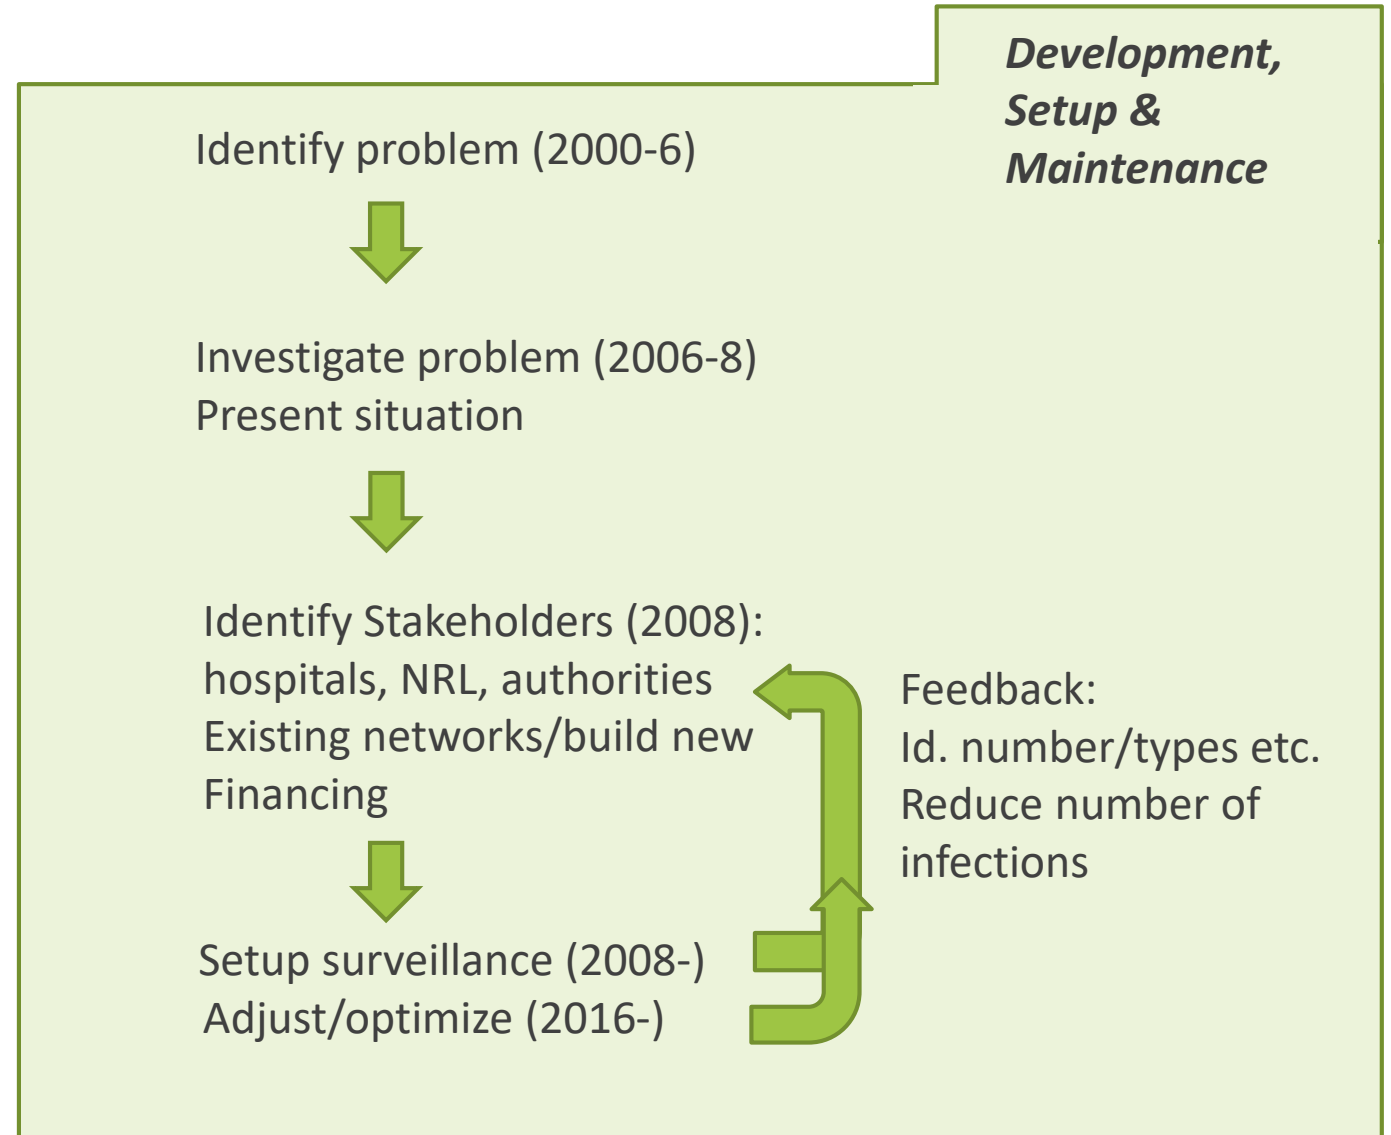 Development,
Setup &
Maintenance
Identify problem (2000-6)
Investigate problem (2006-8)
Present situation
Identify Stakeholders (2008):
hospitals, NRL, authorities
Existing networks/build new
Financing
Feedback:
Id. number/types etc.
Reduce number of
infections
Setup surveillance (2008-)
Adjust/optimize (2016-)